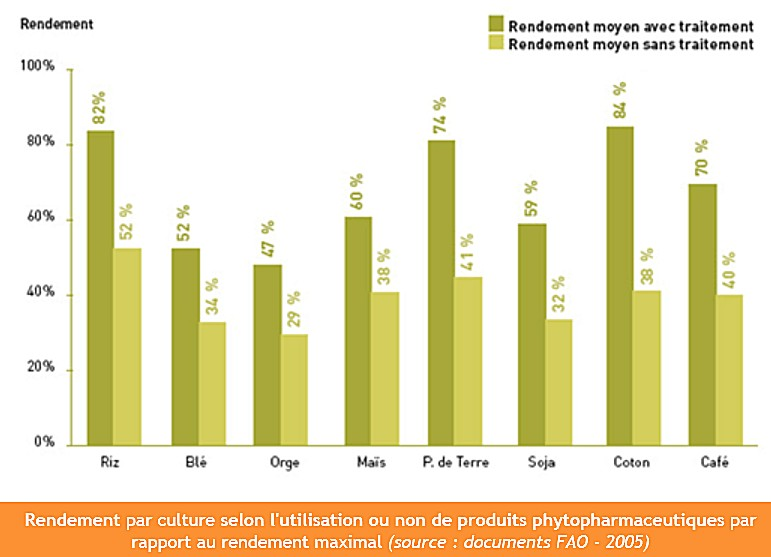 Rendement
Rendement moyen avec traitement
Rendement moyen sans traitement
100%
80%
60%
40%
20%
0%
82%
52 %
52 %
34 %
47 %
29 %
60 %
38 %
74 %
41 %
59 %
32 %
84 %
38 %
70 %
40 %
Riz
Blé
Orge
Maïs
P. de Terre
Soja
Coton
Café
Rendement par culture selon l'utilisation ou non de produits phytopharmaceutiques par
rapport au rendement maximal (source : documents FAO - 2005)